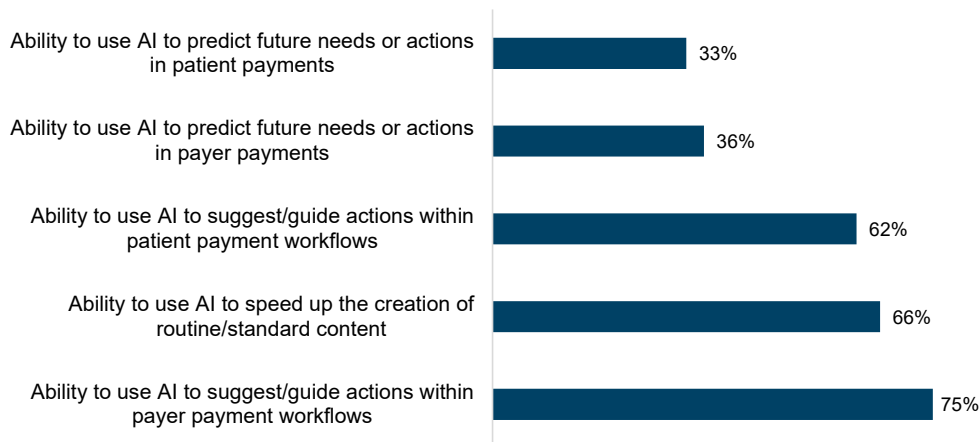 Ability to use AI to predict future needs or actions
in patient payments
33%
Ability to use AI to predict future needs or actions
in payer payments
36%
Ability to use AI to suggest/guide actions within
patient payment workflows
62%
Ability to use AI to speed up the creation of
routine/standard content
66%
Ability to use AI to suggest/guide actions within
payer payment workflows
75%